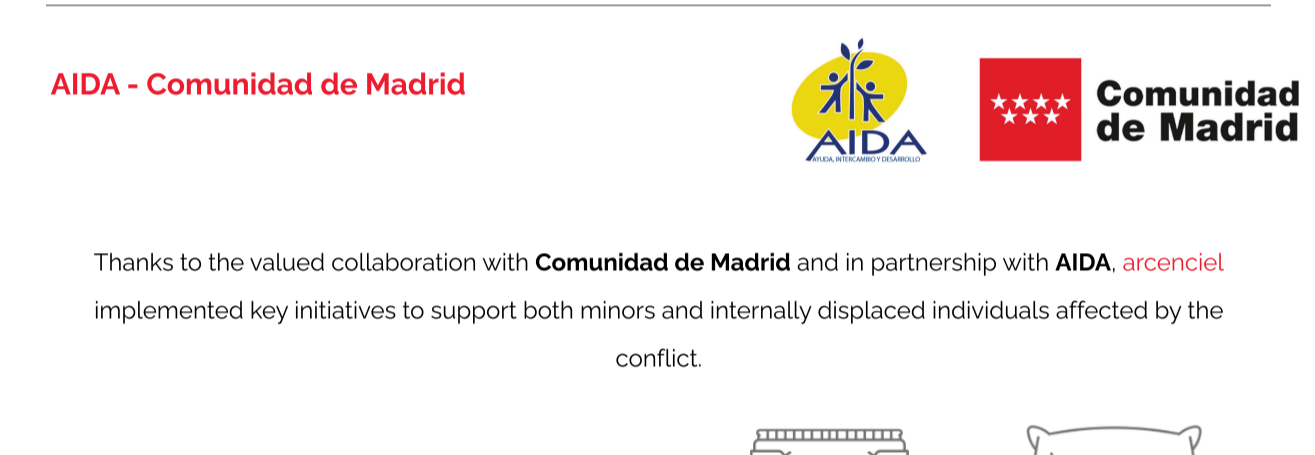 AIDA - Comunidad de Madrid
AIDA
AYUDA, INTERCAMBIO Y DESARROLLO
Comunidad
de Madrid
Thanks to the valued collaboration with Comunidad de Madrid and in partnership with AIDA, arcenciel
implemented key initiatives to support both minors and internally displaced individuals affected by the
conflict.